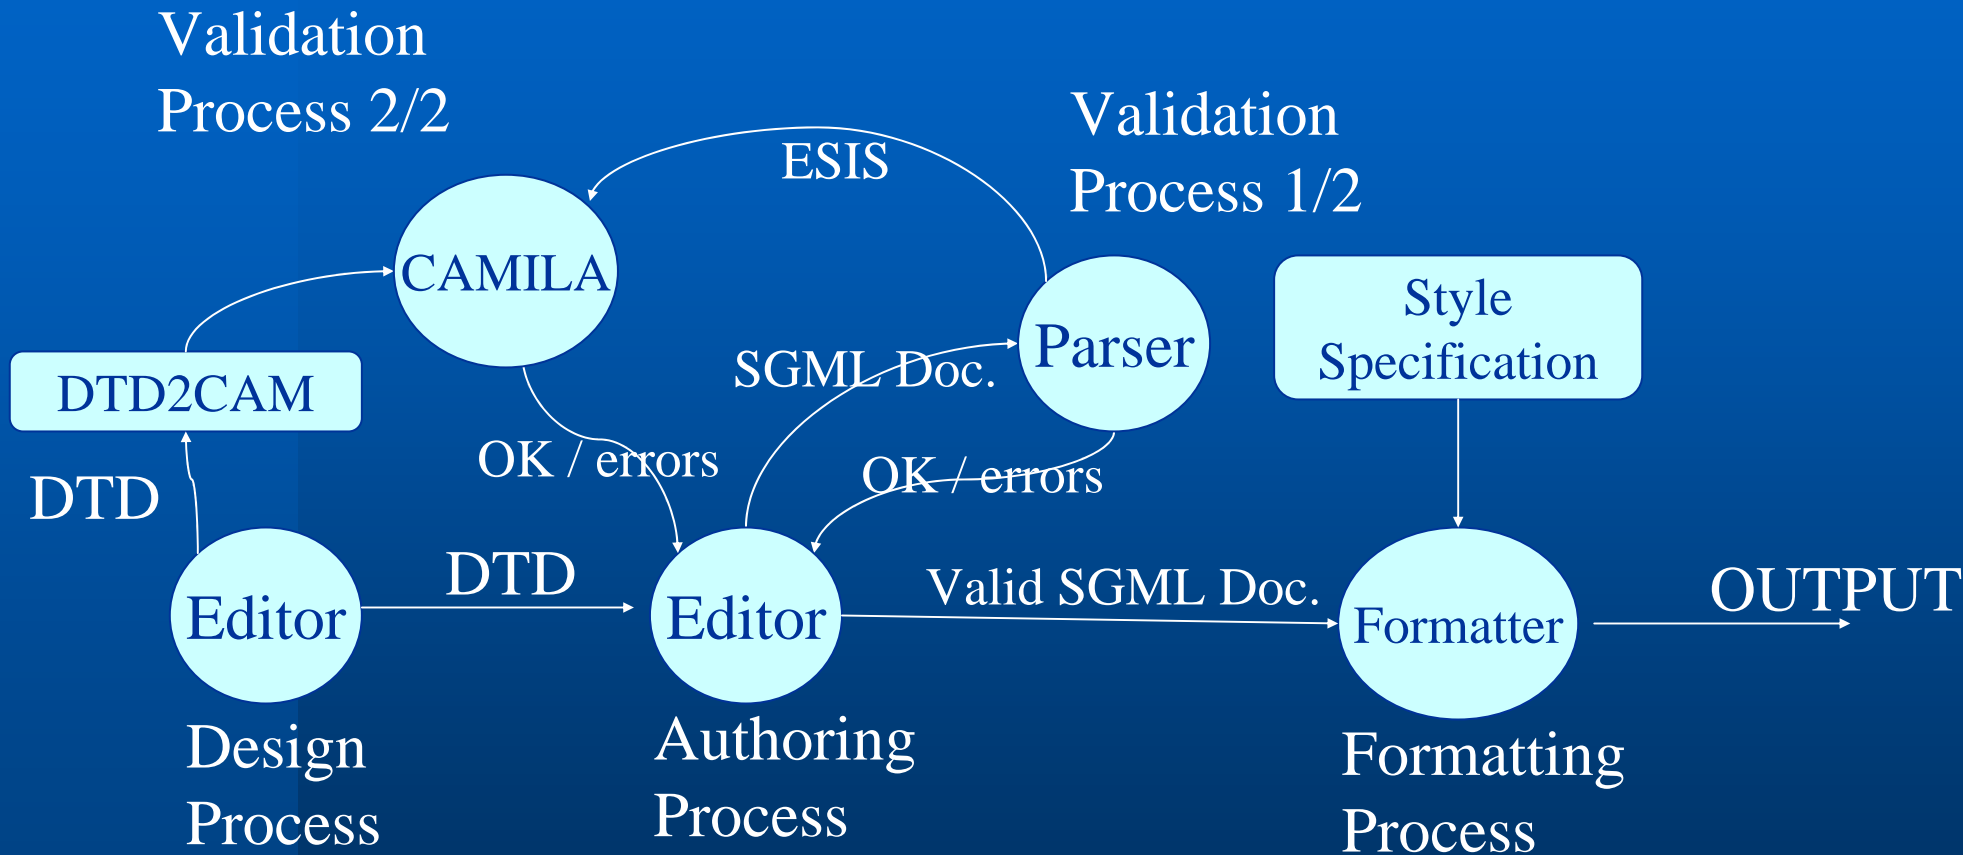 Validation
Process 2/2
Validation
Process 1/2
ESIS
CAMILA
Parser
Style
Specification
SGML Doc.
DTD2CAM
OK / errors
OK / errors
DTD
DTD
Valid SGML Doc.
OUTPUT
Editor
Editor
Formatter
Design
Process
Authoring
Process
Formatting
Process